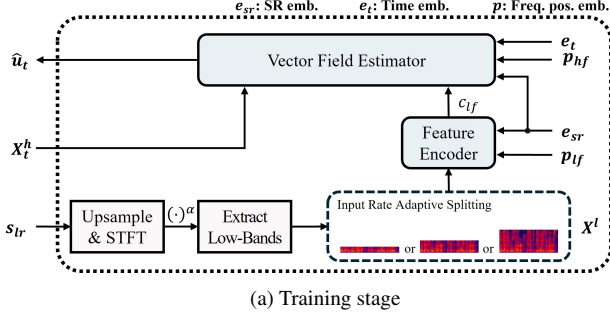 e_sr: SR emb. e_t: Time emb. p: Freq. pos. emb.
û_t
Vector Field Estimator
e_t
p_hf
c_lf
X_t^h
Feature
Encoder
e_sr
p_lf
s_lr
Upsample
& STFT
(·)^α
Extract
Low-Bands
Input Rate Adaptive Splitting
or or
X^l
(a) Training stage